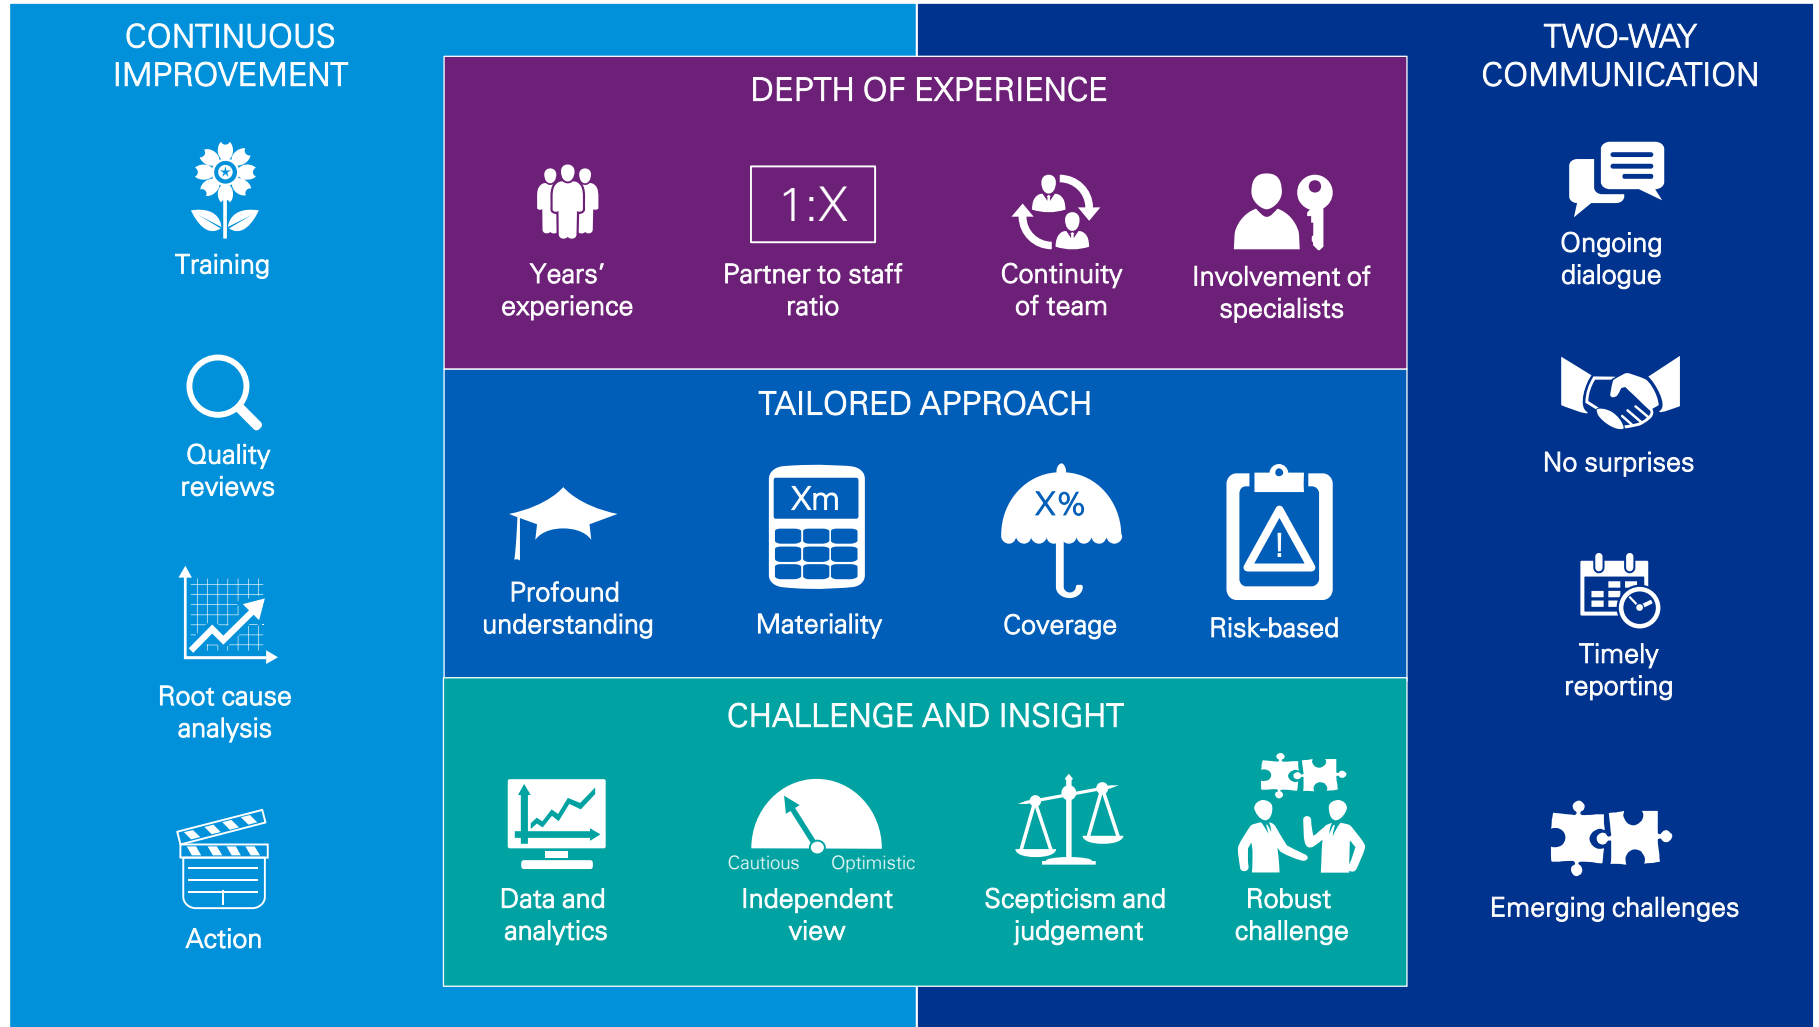 CONTINUOUS
IMPROVEMENT
Training
Quality
reviews
Root cause
analysis
Action
DEPTH OF EXPERIENCE
1:X
Years’
experience
Partner to staff
ratio
Continuity
of team
Involvement of
specialists
TAILORED APPROACH
Xm
X%
!
Profound
understanding
Materiality
Coverage
Risk-based
CHALLENGE AND INSIGHT
Cautious
Optimistic
Data and
analytics
Independent
view
Scepticism and
judgement
Robust
challenge
TWO-WAY
COMMUNICATION
Ongoing
dialogue
No surprises
Timely
reporting
Emerging challenges